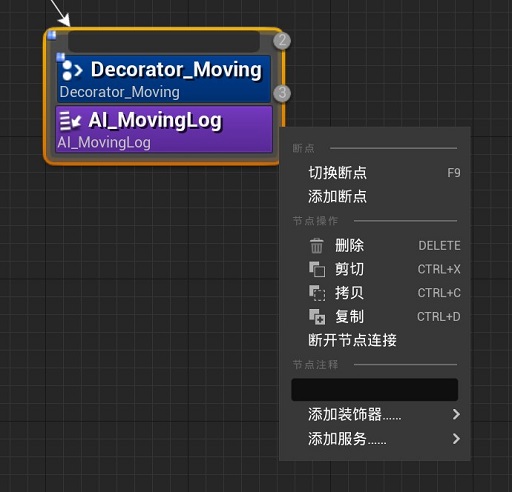 2
Decorator_Moving
Decorator_Moving
3
AI_MovingLog
AI_MovingLog
断点
切换断点 F9
添加断点
节点操作
删除 DELETE
剪切 CTRL+X
拷贝 CTRL+C
复制 CTRL+D
断开节点连接
节点注释
添加装饰器......
添加服务......